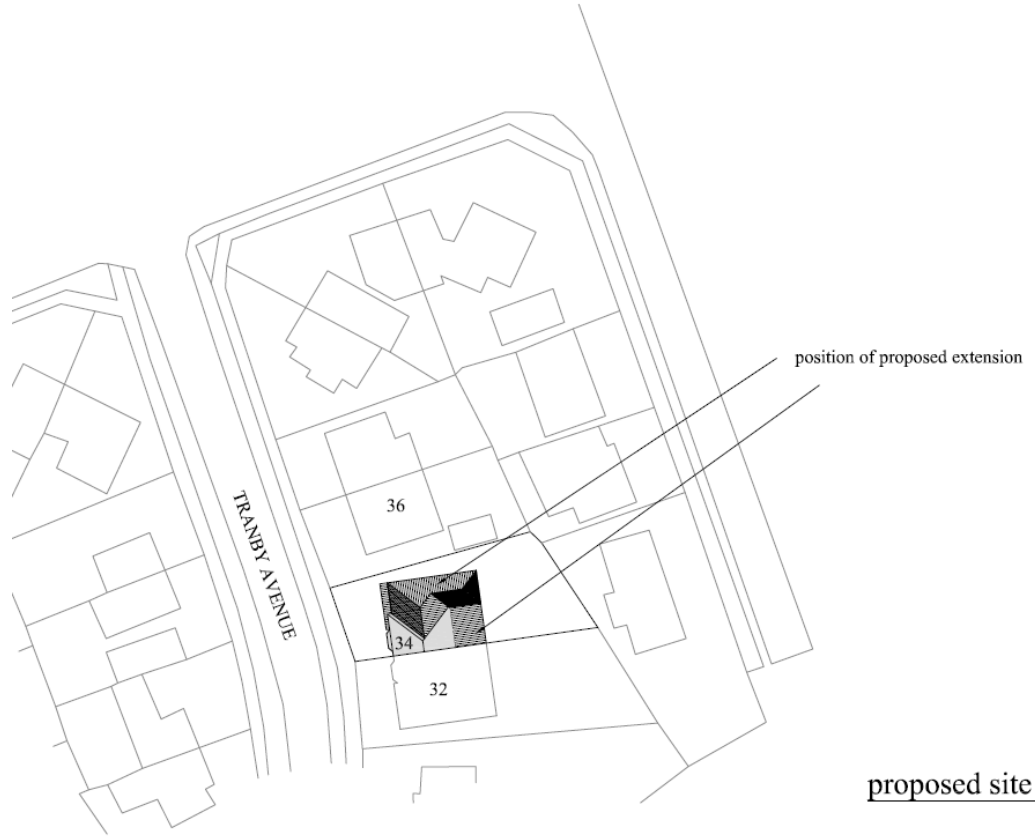 position of proposed extension
36
TRANBY AVENUE
34
32
proposed site